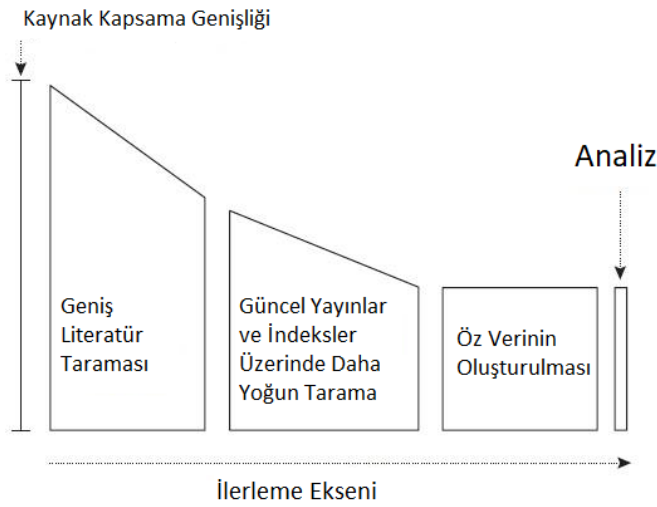 Kaynak Kapsama Genişliği
Analiz
Geniş
Literatür
Taraması
Güncel Yayınlar
ve İndeksler
Üzerinde Daha
Yoğun Tarama
Öz Verinin
Oluşturulması
İlerleme Ekseni